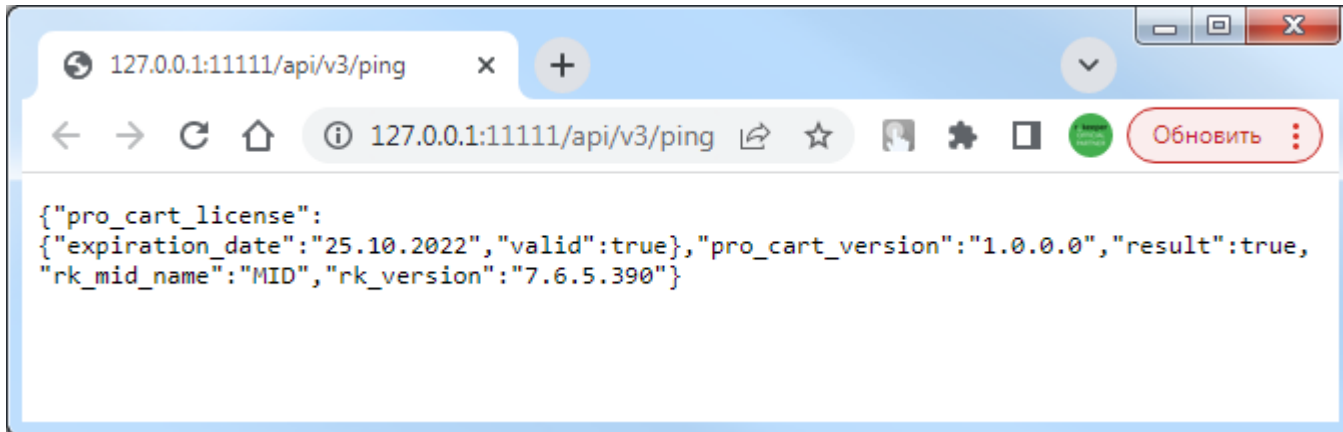 127.0.0.1:11111/api/v3/ping
127.0.0.1:11111/api/v3/ping
Обновить
{"pro_cart_license":
{"expiration_date":"25.10.2022","valid":true},"pro_cart_version":"1.0.0.0","result":true,
"rk_mid_name":"MID","rk_version":"7.6.5.390"}